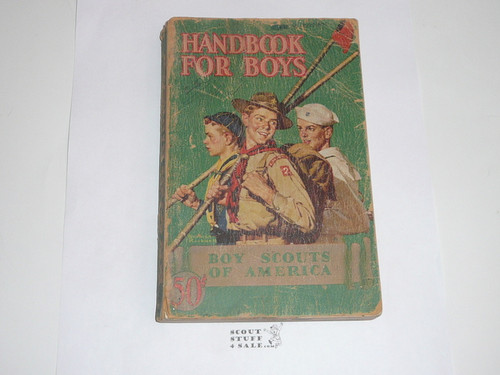 HANDBOOK
FOR BOYS
BOY SCOUTS
OF AMERICA
50¢
SCOUT
STUFF
4 SALE...